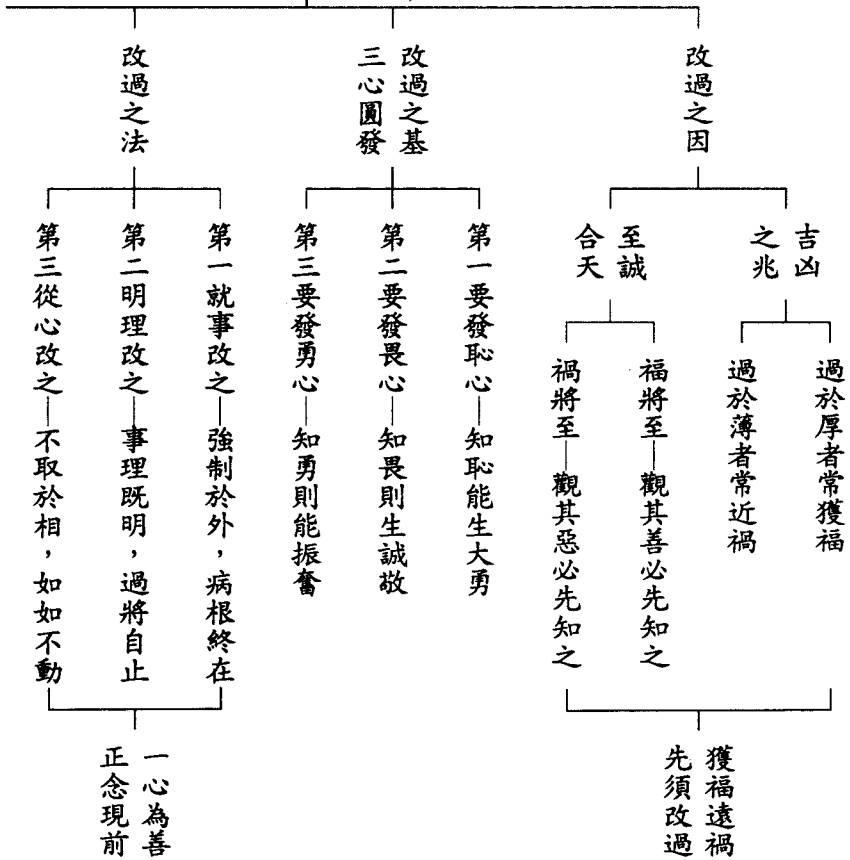 改過之因
吉凶
之兆
過於厚者常獲福
過於薄者常近禍
至誠
合天
福將至—觀其善必先知之
禍將至—觀其惡必先知之
獲福遠禍
先須改過
改過之基
三心圓發
第一要發恥心—知恥能生大勇
第二要發畏心—知畏則生誠敬
第三要發勇心—知勇則能振奮
改過之法
第一就事改之—強制於外，病根終在
第二明理改之—事理既明，過將自止
第三從心改之—不取於相，如如不動
一心為善
正念現前